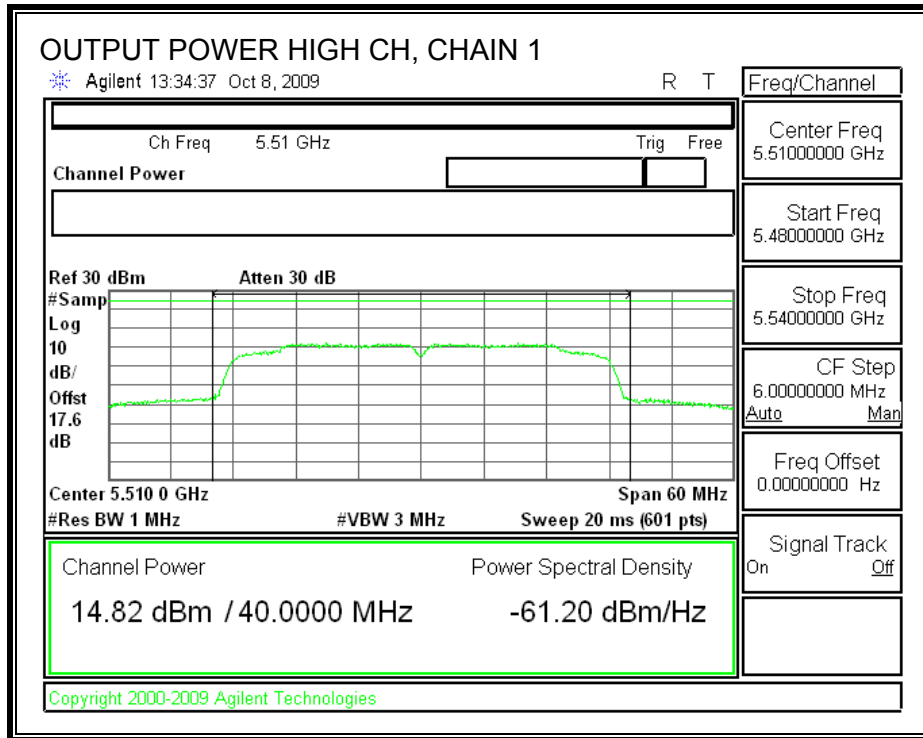 OUTPUT POWER HIGH CH, CHAIN 1
Agilent 13:34:37 Oct 8, 2009 R T
Freq/Channel
Ch Freq 5.51 GHz Trig Free
Channel Power
Center Freq
5.51000000 GHz
Start Freq
5.48000000 GHz
Stop Freq
5.54000000 GHz
CF Step
6.00000000 MHz
Auto Man
Freq Offset
0.00000000 Hz
Signal Track
On Off
Ref 30 dBm Atten 30 dB
#Samp
Log
10
dB/
Offst
17.6
dB
Center 5.510 0 GHz Span 60 MHz
#Res BW 1 MHz #VBW 3 MHz Sweep 20 ms (601 pts)
Channel Power Power Spectral Density
14.82 dBm / 40.0000 MHz -61.20 dBm/Hz
Copyright 2000-2009 Agilent Technologies